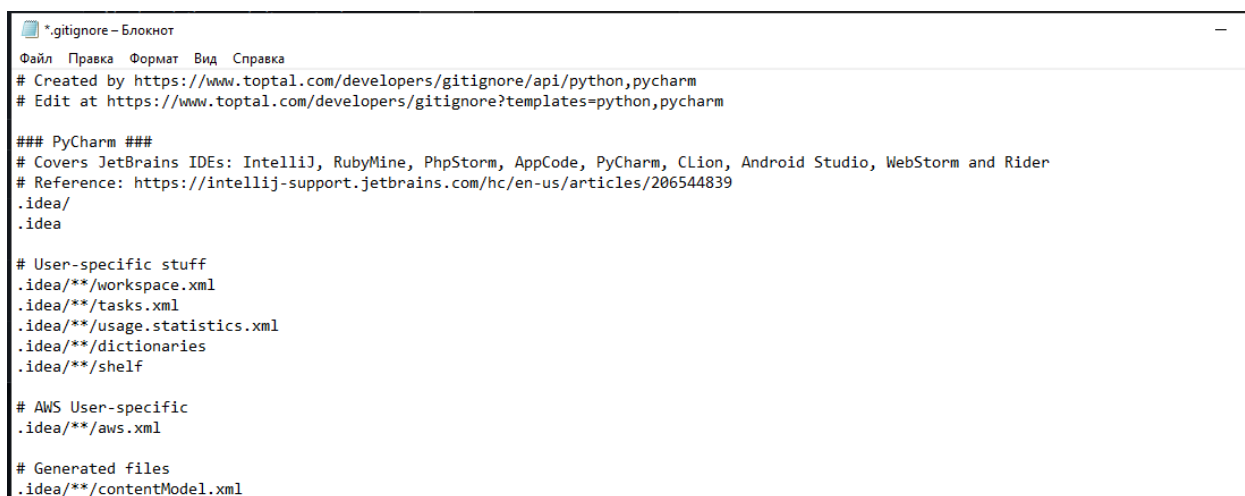 *.gitignore – Блокнот
Файл Правка Формат Вид Справка
# Created by https://www.toptal.com/developers/gitignore/api/python,pycharm
# Edit at https://www.toptal.com/developers/gitignore?templates=python,pycharm
### PyCharm ###
# Covers JetBrains IDEs: IntelliJ, RubyMine, PhpStorm, AppCode, PyCharm, CLion, Android Studio, WebStorm and Rider
# Reference: https://intellij-support.jetbrains.com/hc/en-us/articles/206544839
.idea/
.idea
# User-specific stuff
.idea/**/workspace.xml
.idea/**/tasks.xml
.idea/**/usage.statistics.xml
.idea/**/dictionaries
.idea/**/shelf
# AWS User-specific
.idea/**/aws.xml
# Generated files
.idea/**/contentModel.xml